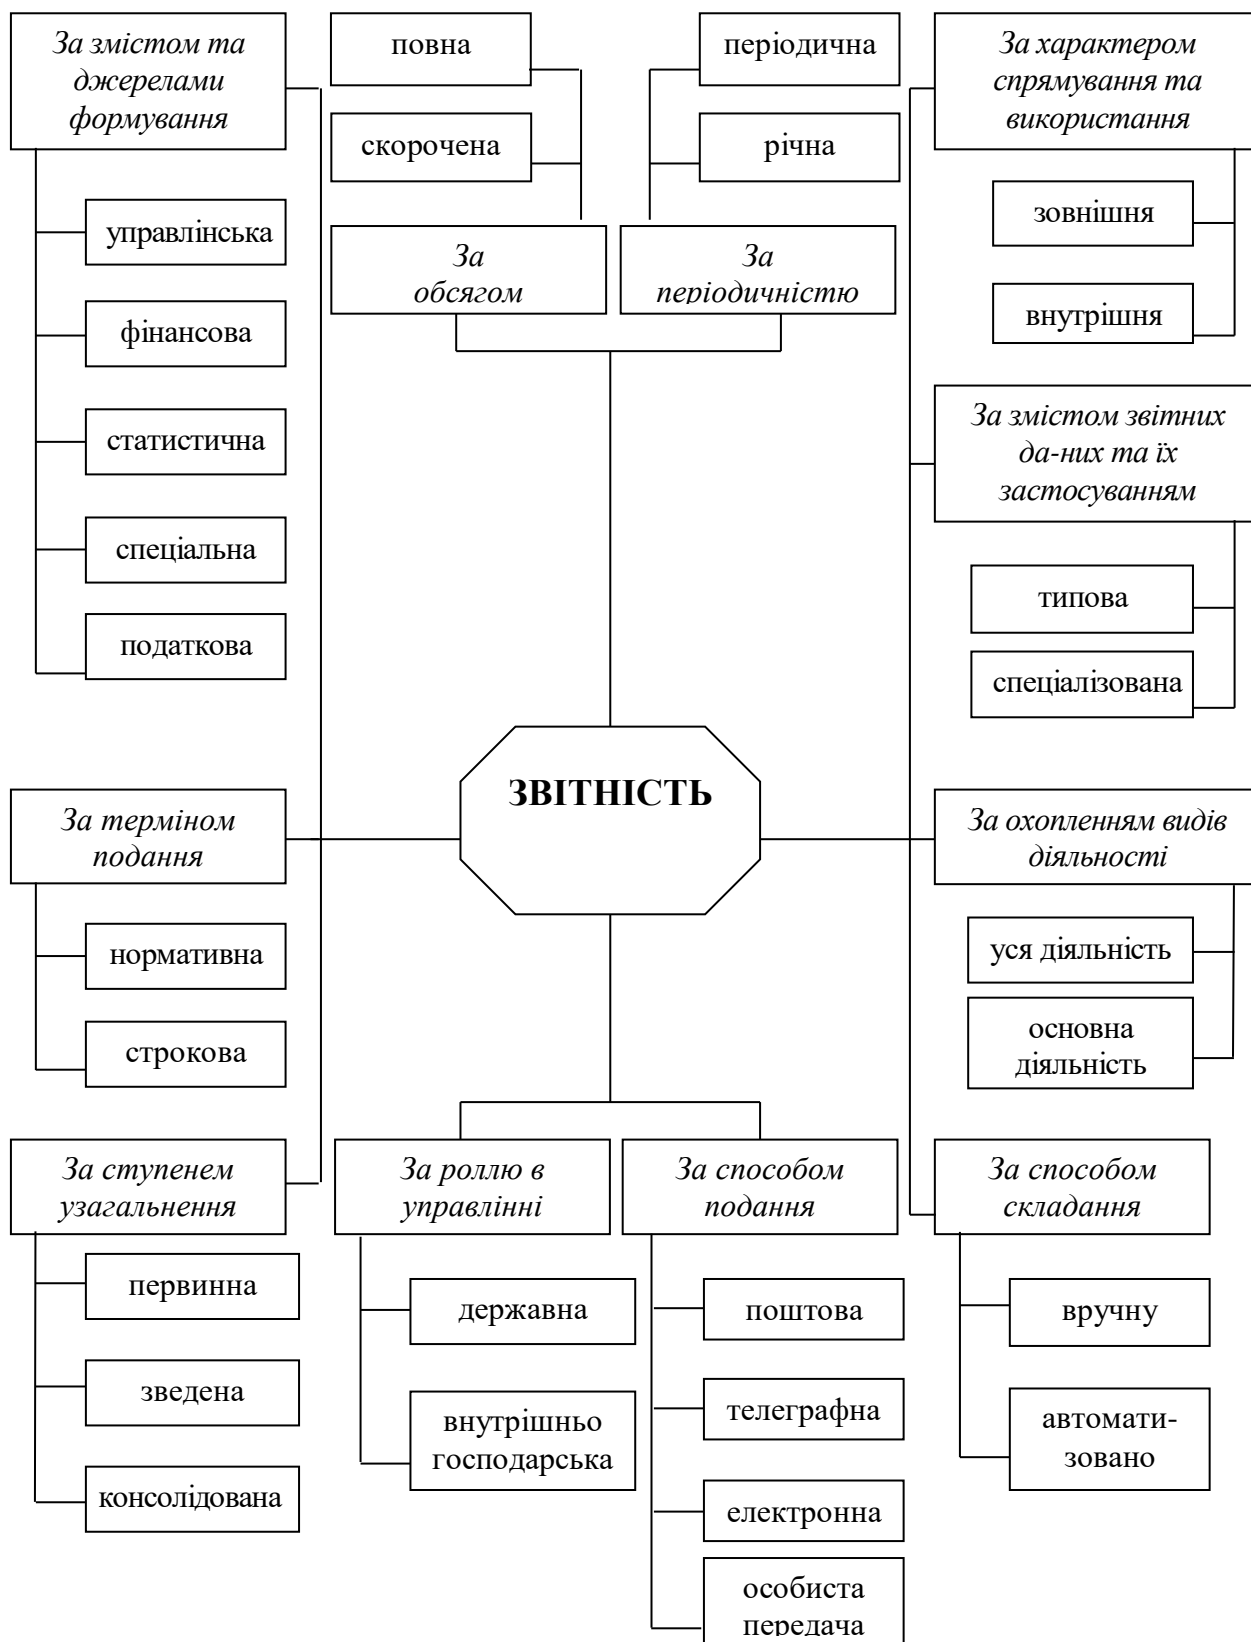 За змістом та
джерелами
формування
управлінська
фінансова
статистична
спеціальна
податкова
повна
скорочена
За
обсягом
періодична
річна
За
періодичністю
За характером
спрямування та
використання
зовнішня
внутрішня
За змістом звітних
да-них та їх
застосуванням
типова
спеціалізована
ЗВІТНІСТЬ
За терміном
подання
нормативна
строкова
За охопленням видів
діяльності
уся діяльність
основна
діяльність
За ступенем
узагальнення
первинна
зведена
консолідована
За роллю в
управлінні
державна
внутрішньо
господарська
За способом
подання
поштова
телеграфна
електронна
особиста
передача
За способом
складання
вручну
автомати-
зовано